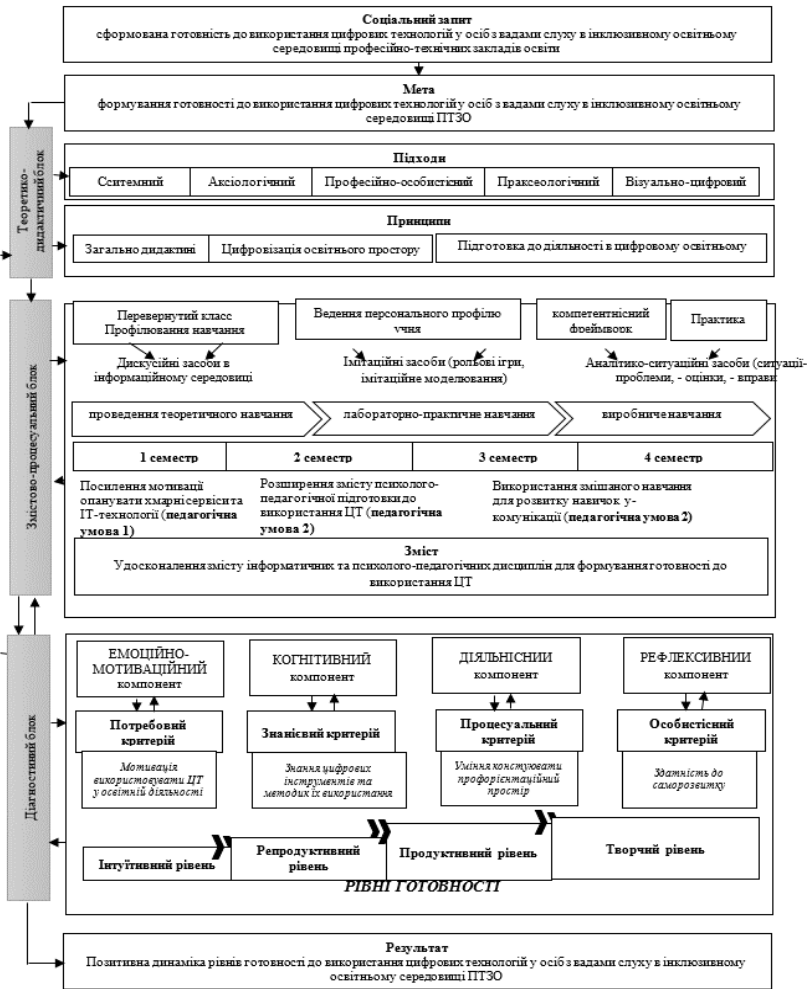 Соціальний запит
сформована готовність до використання цифрових технологій у осіб з вадами слуху в інклюзивному освітньому
середовищі професійно-технічних закладів освіти
Мета
формування готовності до використання цифрових технологій у осіб з вадами слуху в інклюзивному освітньому
середовищі ПТЗО
Теоретико-
дидактичний блок
Підходи
Сситемний
Аксіологічний
Професійно-особистісний
Праксеологічний
Візуально-цифровий
Принципи
Загально дидактині
Цифровізація освітнього простору
Підготовка до діяльності в цифровому освітньому
Змістово-процесуальний блок
Перевернутий класс
Профілювання навчання
Ведення персонального профілю
учня
компетентнісний
фреймворк
Практика
Дискусійні засоби в
інформаційному середовиці
Імітаційні засоби (рольові ігри,
імітаційне моделювання)
Аналітико-ситуаційні засоби (ситуації-
проблеми, - оцінки, - вправи
проведення теоретичного навчання
лабораторно-практичне навчання
виробниче навчання
1 семестр
2 семестр
3 семестр
4 семестр
Посилення мотивації
опанувати хмарні сервіси та
ІТ-технології (педагогічна
умова 1)
Розширення змісту психолого-
педагогічної підготовки до
використання ЦТ (педагогічна
умова 2)
Використання змішаного навчання
для розвитку навичок у-
комунікації (педагогічна умова 2)
Зміст
Удосконалення змісту інформатичних та психолого-педагогічних дисциплін для формування готовності до
використання ЦТ
Діагностиний блок
ЕМОЦІЙНО-
МОТИВАЦІЙНИЙ
компонент
КОГНІТИВНИЙ
компонент
ДІЯЛЬНІСНИЙ
компонент
РЕФЛЕКСИВНИЙ
компонент
Потребовий
критерій
Знанієвий критерій
Процесуальний
критерій
Особистісний
критерій
Мотивація
використовувати ЦТ
у освітній діяльності
Знання цифрових
інструментів та
методик їх використання
Уміння констуювати
профорієнтаційний
простір
Здатність до
саморозвитку
Інтуїтивний рівень
Репродуктивний
рівень
Продуктивний рівень
Творчий рівень
РІВНІ ГОТОВНОСТІ
Результат
Позитивна динаміка рівнів готовності до використання цифрових технологій у осіб з вадами слуху в інклюзивному
освітньому середовищі ПТЗО